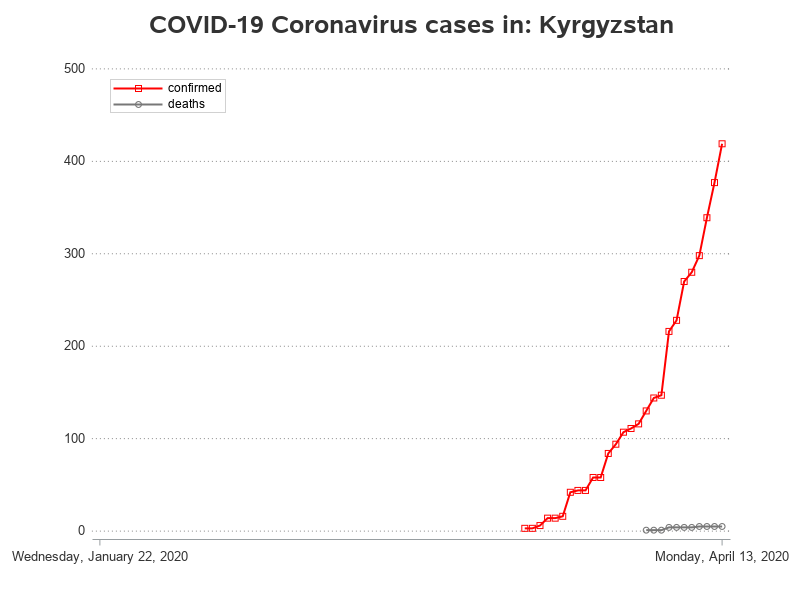 COVID-19 Coronavirus cases in: Kyrgyzstan
500
confirmed
deaths
400
300
200
100
0
Wednesday, January 22, 2020 Monday, April 13, 2020